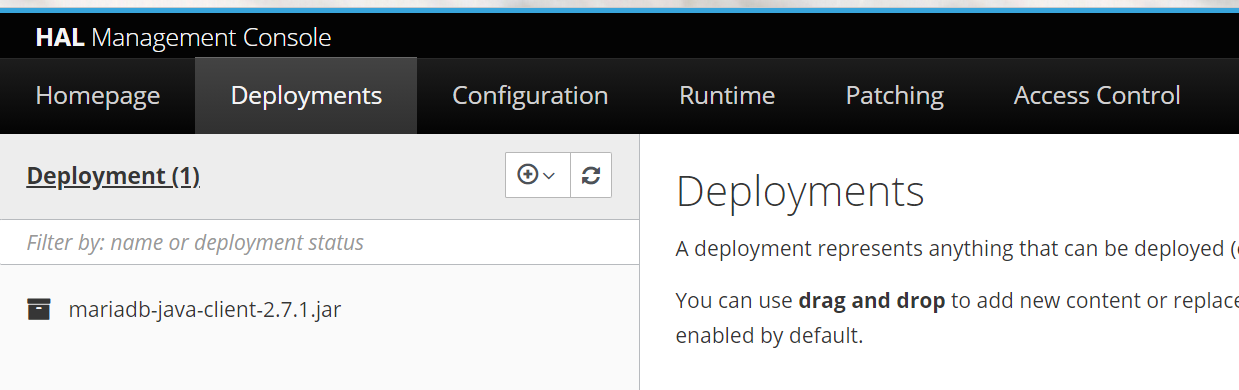 HAL Management Console
Homepage Deployments Configuration Runtime Patching Access Control
Deployment (1)
Filter by: name or deployment status
mariadb-java-client-2.7.1.jar
Deployments
A deployment represents anything that can be deployed (
You can use drag and drop to add new content or replace
enabled by default.